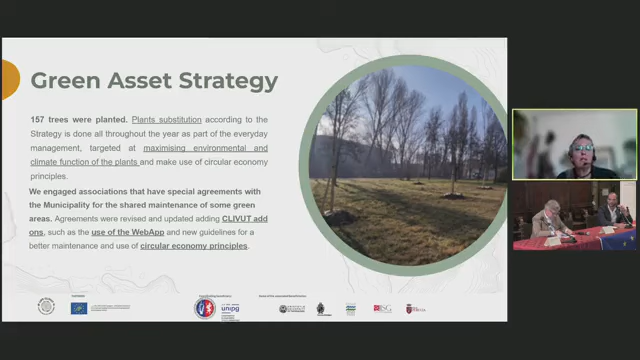 Green Asset Strategy
157 trees were planted. Plants substitution according to the
Strategy is done all throughout the year as part of the everyday
management, targeted at maximising environmental and
climate function of the plants and make use of circular economy
principles.
We engaged associations that have special agreements with
the Municipality for the shared maintenance of some green
areas. Agreements were revised and updated adding CLIVUT add
ons, such as the use of the WebApp and new guidelines for a
better maintenance and use of circular economy principles.
unipg